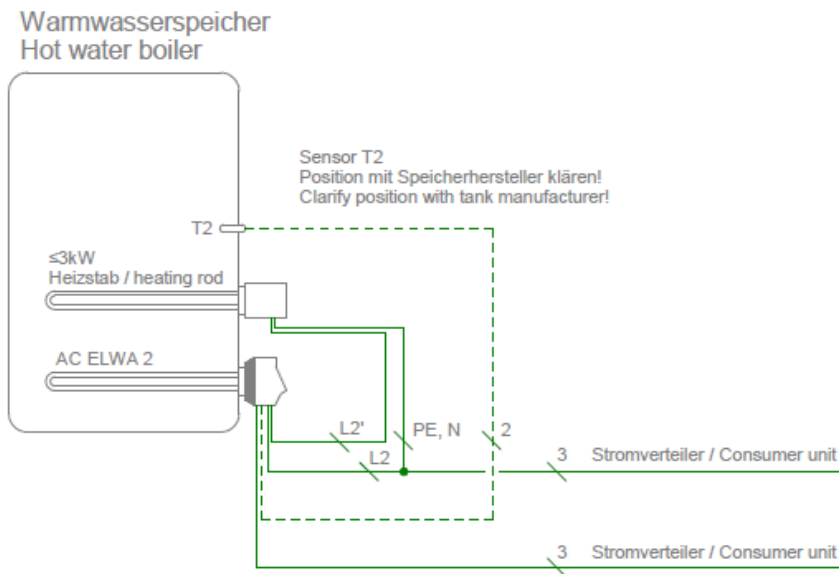 Warmwasserspeicher
Hot water boiler
Sensor T2
Position mit Speicherhersteller klären!
Clarify position with tank manufacturer!
T2
≤3kW
Heizstab / heating rod
AC ELWA 2
L2'
PE, N
2
L2
3
Stromverteiler / Consumer unit
3
Stromverteiler / Consumer unit